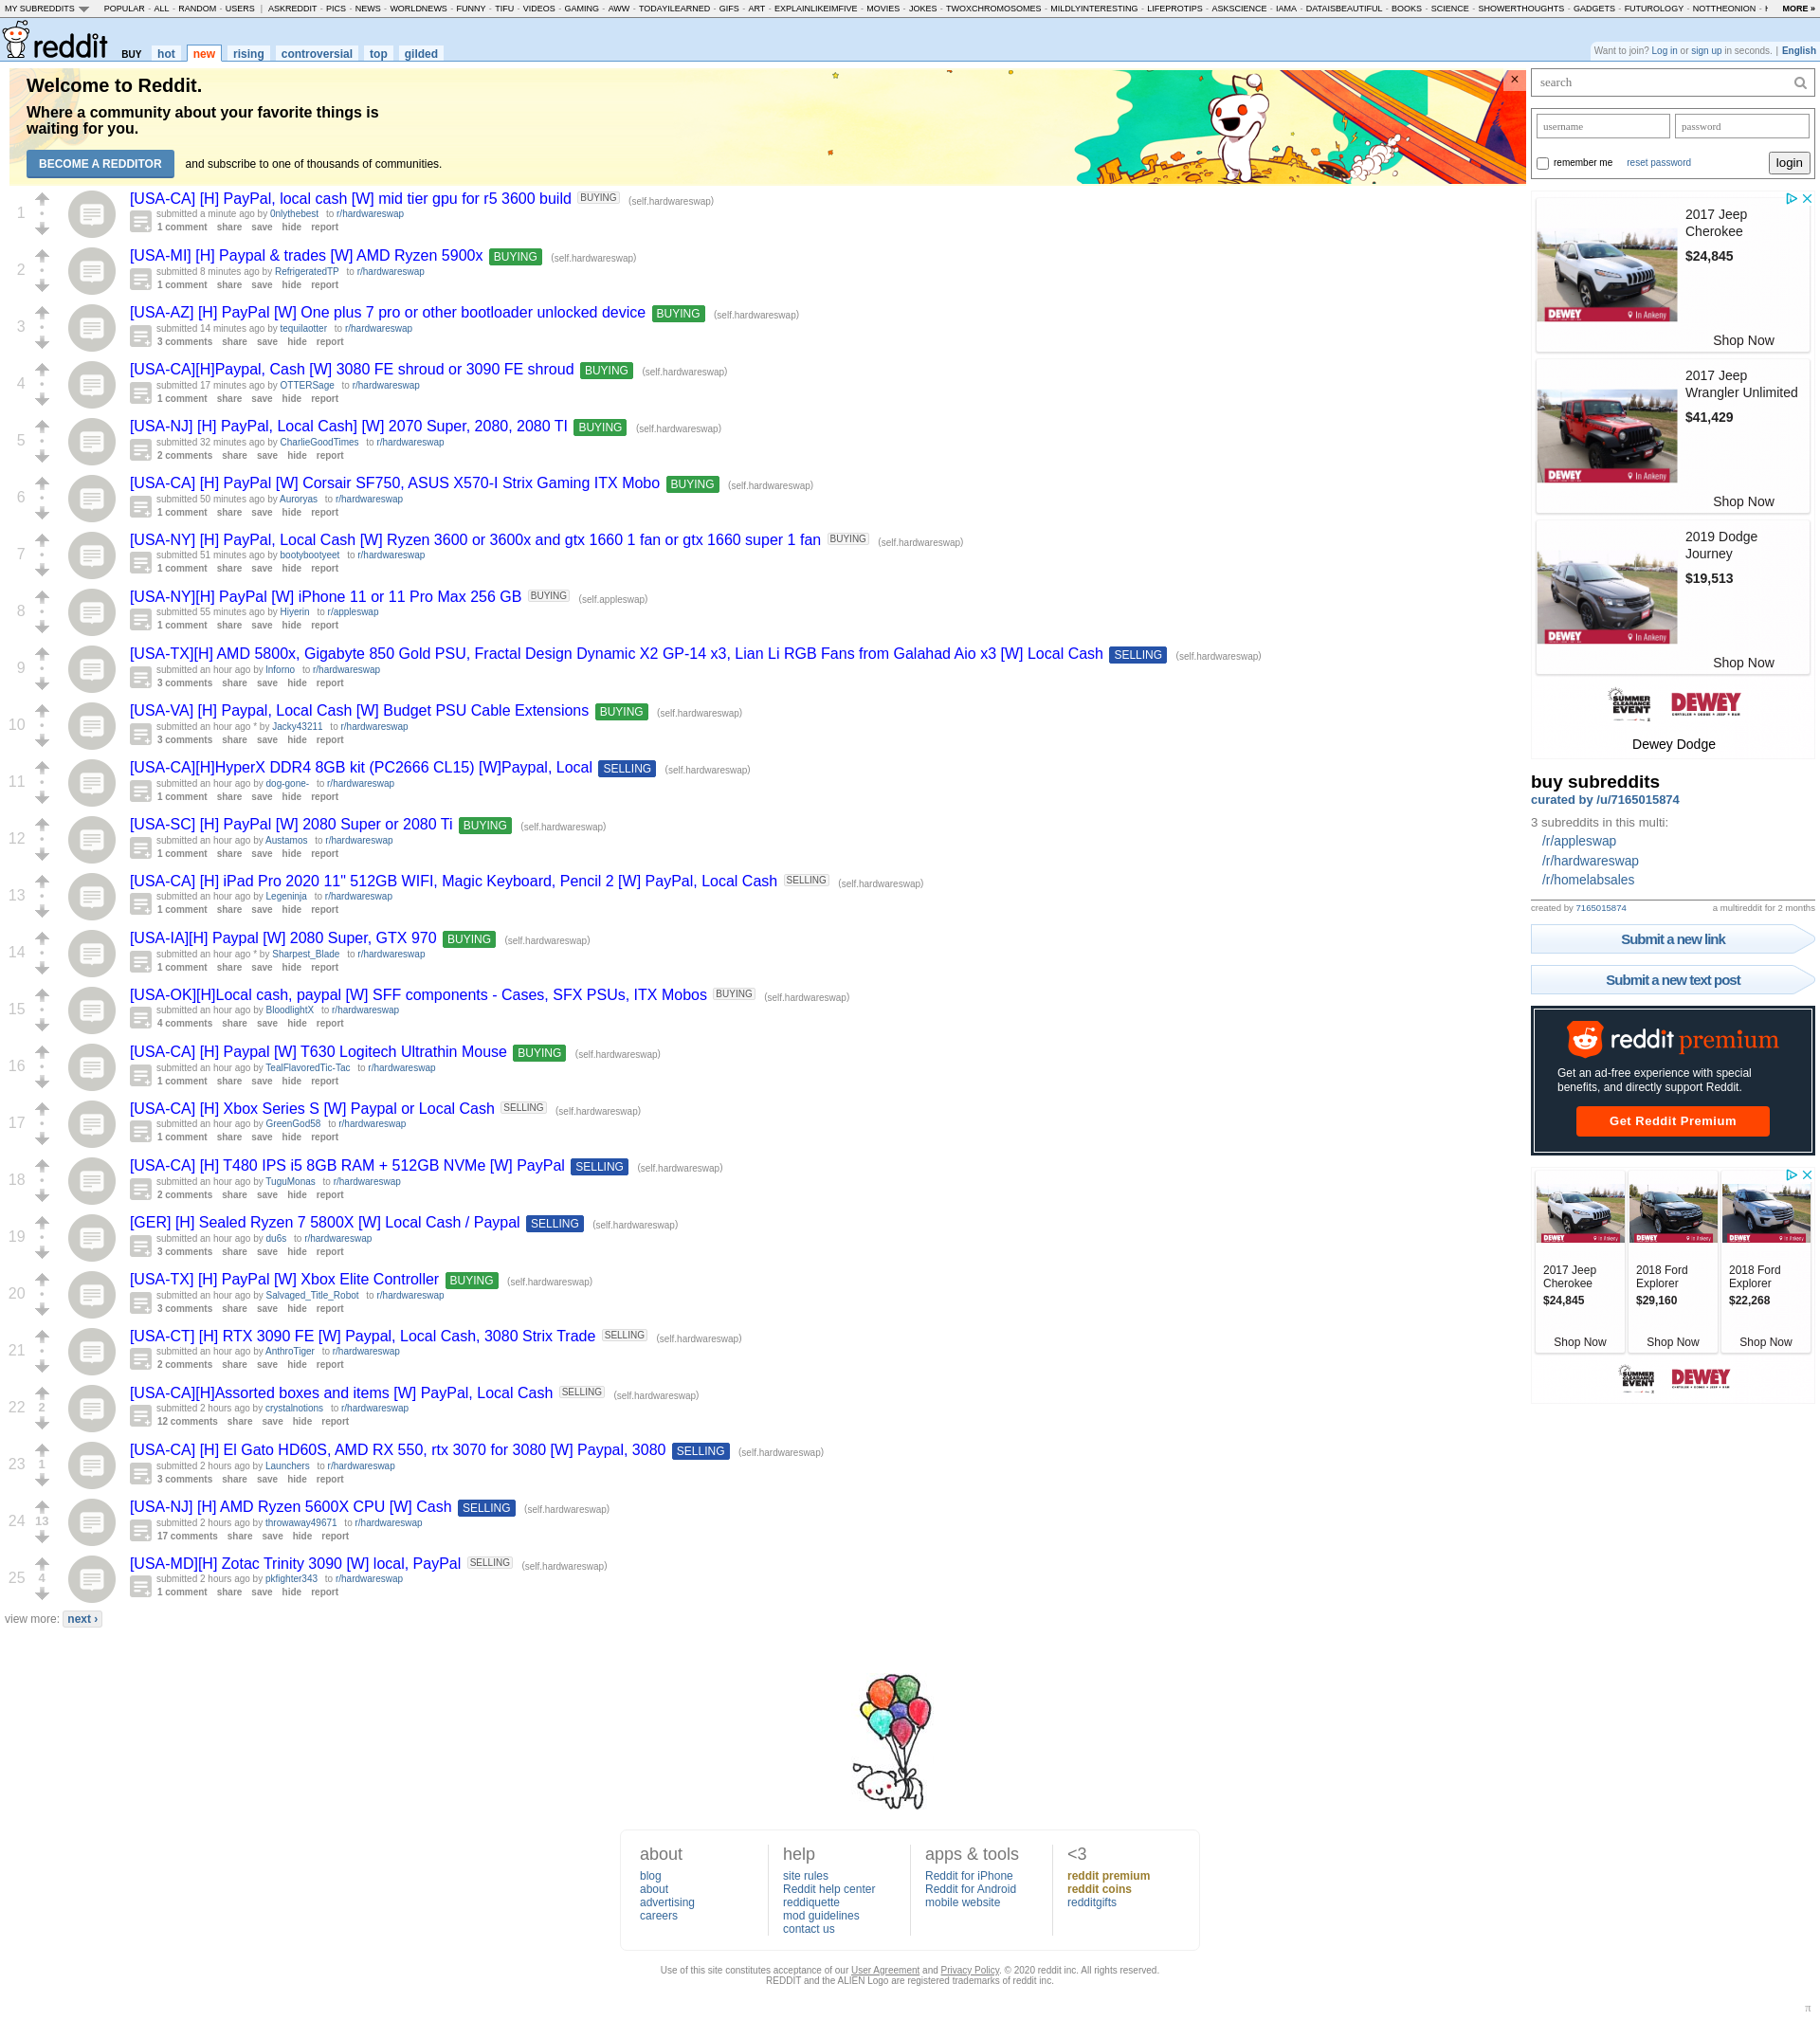 MY SUBREDDITS POPULAR - ALL - RANDOM - USERS | ASKREDDIT - PICS - NEWS - WORLDNEWS - FUNNY - TIFU - VIDEOS - GAMING - AWW - TODAYILEARNED - GIFS - ART - EXPLAINLIKEIMFIVE - MOVIES - JOKES - TWOXCHROMOSOMES - MILDLYINTERESTING - LIFEPROTIPS - ASKSCIENCE - IAMA - DATAISBEAUTIFUL - BOOKS - SCIENCE - SHOWERTHOUGHTS - GADGETS - FUTUROLOGY - NOTTHEONION - MORE »
reddit BUY hot new rising controversial top gilded
Want to join? Log in or sign up in seconds. | English
Welcome to Reddit.
Where a community about your favorite things is
waiting for you.
BECOME A REDDITOR and subscribe to one of thousands of communities.
×
1
[USA-CA] [H] PayPal, local cash [W] mid tier gpu for r5 3600 build BUYING (self.hardwareswap)
submitted a minute ago by 0nlythebest to r/hardwareswap
1 comment share save hide report
2
[USA-MI] [H] Paypal & trades [W] AMD Ryzen 5900x BUYING (self.hardwareswap)
submitted 8 minutes ago by RefrigeratedTP to r/hardwareswap
1 comment share save hide report
3
[USA-AZ] [H] PayPal [W] One plus 7 pro or other bootloader unlocked device BUYING (self.hardwareswap)
submitted 14 minutes ago by tequilaotter to r/hardwareswap
3 comments share save hide report
4
[USA-CA][H]Paypal, Cash [W] 3080 FE shroud or 3090 FE shroud BUYING (self.hardwareswap)
submitted 17 minutes ago by OTTERSage to r/hardwareswap
1 comment share save hide report
5
[USA-NJ] [H] PayPal, Local Cash] [W] 2070 Super, 2080, 2080 TI BUYING (self.hardwareswap)
submitted 32 minutes ago by CharlieGoodTimes to r/hardwareswap
2 comments share save hide report
6
[USA-CA] [H] PayPal [W] Corsair SF750, ASUS X570-I Strix Gaming ITX Mobo BUYING (self.hardwareswap)
submitted 50 minutes ago by Auroryas to r/hardwareswap
1 comment share save hide report
7
[USA-NY] [H] PayPal, Local Cash [W] Ryzen 3600 or 3600x and gtx 1660 1 fan or gtx 1660 super 1 fan BUYING (self.hardwareswap)
submitted 51 minutes ago by bootybootyeet to r/hardwareswap
1 comment share save hide report
8
[USA-NY][H] PayPal [W] iPhone 11 or 11 Pro Max 256 GB BUYING (self.appleswap)
submitted 55 minutes ago by Hiyerin to r/appleswap
1 comment share save hide report
9
[USA-TX][H] AMD 5800x, Gigabyte 850 Gold PSU, Fractal Design Dynamic X2 GP-14 x3, Lian Li RGB Fans from Galahad Aio x3 [W] Local Cash SELLING (self.hardwareswap)
submitted an hour ago by Inforno to r/hardwareswap
3 comments share save hide report
10
[USA-VA] [H] Paypal, Local Cash [W] Budget PSU Cable Extensions BUYING (self.hardwareswap)
submitted an hour ago * by Jacky43211 to r/hardwareswap
3 comments share save hide report
11
[USA-CA][H]HyperX DDR4 8GB kit (PC2666 CL15) [W]Paypal, Local SELLING (self.hardwareswap)
submitted an hour ago by dog-gone- to r/hardwareswap
1 comment share save hide report
12
[USA-SC] [H] PayPal [W] 2080 Super or 2080 Ti BUYING (self.hardwareswap)
submitted an hour ago by Austamos to r/hardwareswap
1 comment share save hide report
13
[USA-CA] [H] iPad Pro 2020 11" 512GB WIFI, Magic Keyboard, Pencil 2 [W] PayPal, Local Cash SELLING (self.hardwareswap)
submitted an hour ago by Legeninja to r/hardwareswap
1 comment share save hide report
14
[USA-IA][H] Paypal [W] 2080 Super, GTX 970 BUYING (self.hardwareswap)
submitted an hour ago * by Sharpest_Blade to r/hardwareswap
1 comment share save hide report
15
[USA-OK][H]Local cash, paypal [W] SFF components - Cases, SFX PSUs, ITX Mobos BUYING (self.hardwareswap)
submitted an hour ago by BloodlightX to r/hardwareswap
4 comments share save hide report
16
[USA-CA] [H] Paypal [W] T630 Logitech Ultrathin Mouse BUYING (self.hardwareswap)
submitted an hour ago by TealFlavoredTic-Tac to r/hardwareswap
1 comment share save hide report
17
[USA-CA] [H] Xbox Series S [W] Paypal or Local Cash SELLING (self.hardwareswap)
submitted an hour ago by GreenGod58 to r/hardwareswap
1 comment share save hide report
18
[USA-CA] [H] T480 IPS i5 8GB RAM + 512GB NVMe [W] PayPal SELLING (self.hardwareswap)
submitted an hour ago by TuguMonas to r/hardwareswap
2 comments share save hide report
19
[GER] [H] Sealed Ryzen 7 5800X [W] Local Cash / Paypal SELLING (self.hardwareswap)
submitted an hour ago by du6s to r/hardwareswap
3 comments share save hide report
20
[USA-TX] [H] PayPal [W] Xbox Elite Controller BUYING (self.hardwareswap)
submitted an hour ago by Salvaged_Title_Robot to r/hardwareswap
3 comments share save hide report
21
[USA-CT] [H] RTX 3090 FE [W] Paypal, Local Cash, 3080 Strix Trade SELLING (self.hardwareswap)
submitted an hour ago by AnthroTiger to r/hardwareswap
2 comments share save hide report
22 2
[USA-CA][H]Assorted boxes and items [W] PayPal, Local Cash SELLING (self.hardwareswap)
submitted 2 hours ago by crystalnotions to r/hardwareswap
12 comments share save hide report
23 1
[USA-CA] [H] El Gato HD60S, AMD RX 550, rtx 3070 for 3080 [W] Paypal, 3080 SELLING (self.hardwareswap)
submitted 2 hours ago by Launchers to r/hardwareswap
3 comments share save hide report
24 13
[USA-NJ] [H] AMD Ryzen 5600X CPU [W] Cash SELLING (self.hardwareswap)
submitted 2 hours ago by throwaway49671 to r/hardwareswap
17 comments share save hide report
25 4
[USA-MD][H] Zotac Trinity 3090 [W] local, PayPal SELLING (self.hardwareswap)
submitted 2 hours ago by pkfighter343 to r/hardwareswap
1 comment share save hide report
view more: next ›
search
username password
remember me reset password login
2017 Jeep
Cherokee
$24,845
DEWEY In Ankeny
Shop Now
2017 Jeep
Wrangler Unlimited
$41,429
DEWEY In Ankeny
Shop Now
2019 Dodge
Journey
$19,513
DEWEY In Ankeny
Shop Now
SUMMER
CLEARANCE
EVENT
DEWEY
CHRYSLER • DODGE • JEEP • RAM
Dewey Dodge
buy subreddits
curated by /u/7165015874
3 subreddits in this multi:
/r/appleswap
/r/hardwareswap
/r/homelabsales
created by 7165015874 a multireddit for 2 months
Submit a new link
Submit a new text post
reddit premium
Get an ad-free experience with special
benefits, and directly support Reddit.
Get Reddit Premium
DEWEY In Ankeny DEWEY In Ankeny DEWEY In Ankeny
2017 Jeep
Cherokee
$24,845
Shop Now
2018 Ford
Explorer
$29,160
Shop Now
2018 Ford
Explorer
$22,268
Shop Now
SUMMER
CLEARANCE
EVENT
DEWEY
CHRYSLER • DODGE • JEEP • RAM
about
blog
about
advertising
careers
help
site rules
Reddit help center
reddiquette
mod guidelines
contact us
apps & tools
Reddit for iPhone
Reddit for Android
mobile website
<3
reddit premium
reddit coins
redditgifts
Use of this site constitutes acceptance of our User Agreement and Privacy Policy. © 2020 reddit inc. All rights reserved.
REDDIT and the ALIEN Logo are registered trademarks of reddit inc.
π